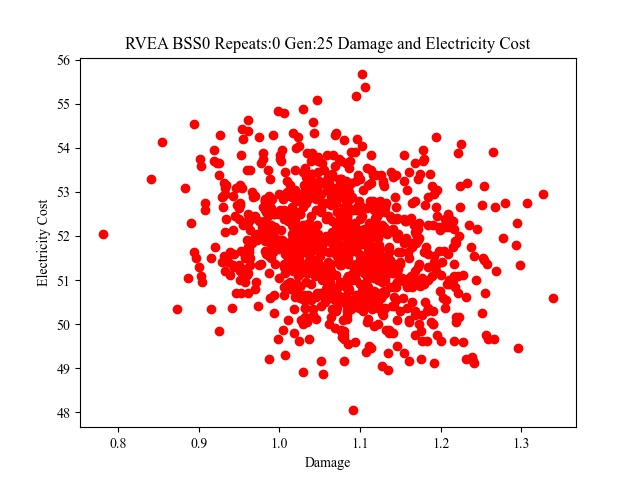 RVEA BSS0 Repeats:0 Gen:25 Damage and Electricity Cost
56
55
54
53
52
51
50
49
48
Electricity Cost
0.8 0.9 1.0 1.1 1.2 1.3
Damage